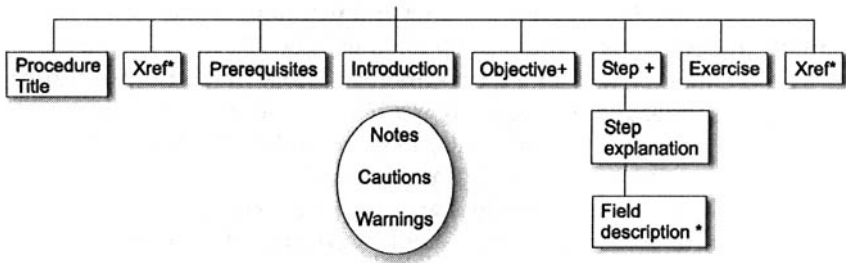 Procedure
Title
Xref*
Prerequisites
Introduction
Objective+
Step +
Exercise
Xref*
Notes
Cautions
Warnings
Step
explanation
Field
description *